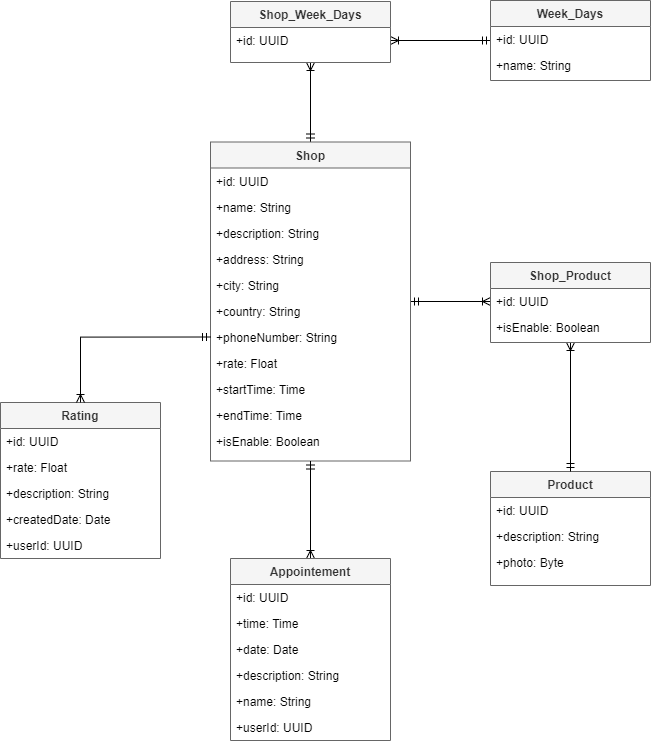 Shop_Week_Days
+id: UUID
Week_Days
+id: UUID
+name: String
Shop
+id: UUID
+name: String
+description: String
+address: String
+city: String
+country: String
+phoneNumber: String
+rate: Float
+startTime: Time
+endTime: Time
+isEnable: Boolean
Shop_Product
+id: UUID
+isEnable: Boolean
Rating
+id: UUID
+rate: Float
+description: String
+createdDate: Date
+userId: UUID
Product
+id: UUID
+description: String
+photo: Byte
Appointement
+id: UUID
+time: Time
+date: Date
+description: String
+name: String
+userId: UUID